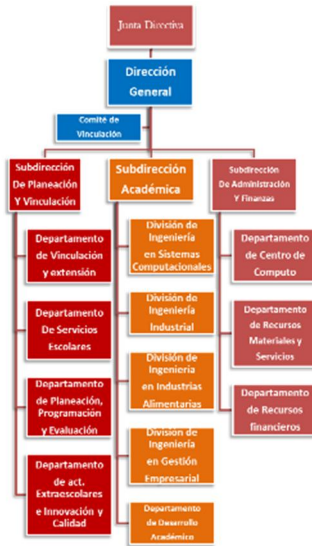 Junta Directiva
Dirección
General
Comité de
Vinculación
Subdirección
De Planeación
Y Vinculación
Departamento
de Vinculación
y extensión
Departamento
De Servicios
Escolares
Departamento
de Planeación,
Programación
y Evaluación
Departamento
de act.
Extraescolares
e Innovación y
Calidad
Subdirección
Académica
División de
Ingeniería
en Sistemas
Computacionales
División de
Ingeniería
Industrial
División de
Ingeniería
en Industrias
Alimentarias
División de
Ingeniería
en Gestión
Empresarial
Departamento
de Desarrollo
Académico
Subdirección
De Administración
Y Finanzas
Departamento
de Centro de
Computo
Departamento
de Recursos
Materiales y
Servicios
Departamento
de Recursos
financieros